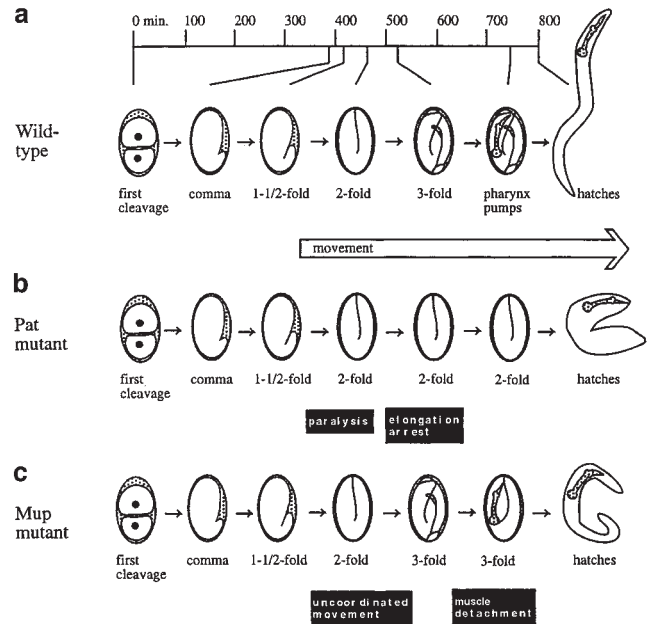 a
0 min. 100 200 300 400 500 600 700 800
Wild-
type
first
cleavage
comma
1-1/2-fold
2-fold
3-fold
pharynx
pumps
hatches
movement
b
Pat
mutant
first
cleavage
comma
1-1/2-fold
2-fold
2-fold
2-fold
hatches
paralysis
elongation
arrest
c
Mup
mutant
first
cleavage
comma
1-1/2-fold
2-fold
3-fold
3-fold
hatches
uncoordinated
movement
muscle
detachment